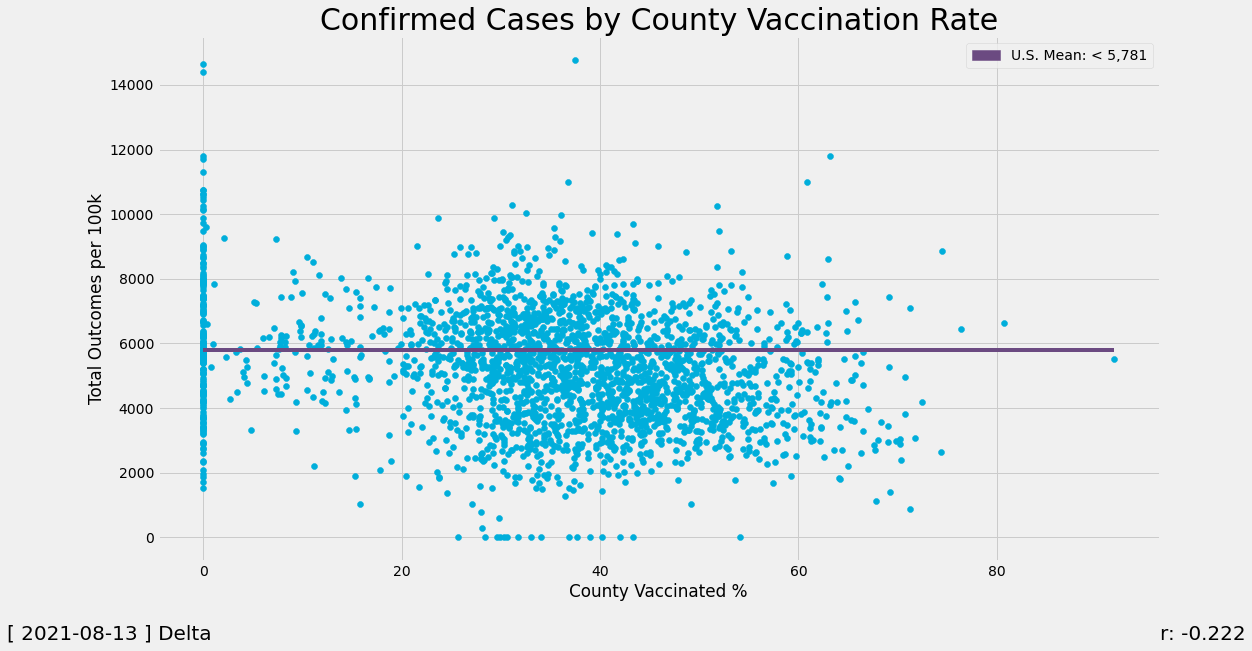 Confirmed Cases by County Vaccination Rate
U.S. Mean: < 5,781
Total Outcomes per 100k
14000
12000
10000
8000
6000
4000
2000
0
0 20 40 60 80
County Vaccinated %
[ 2021-08-13 ] Delta
r: -0.222